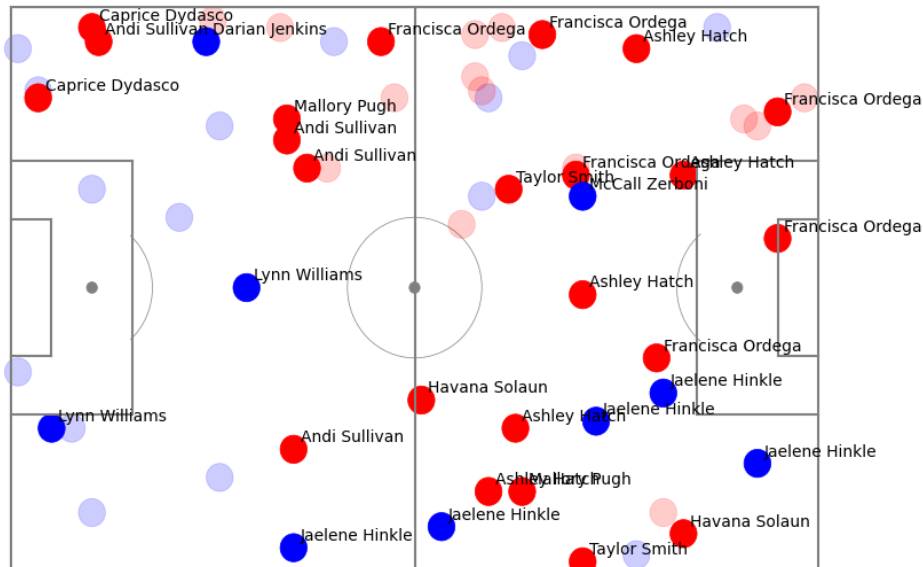 Caprice Dydasco
Andi Sullivan
Darian Jenkins
Francisca Ordega
Francisca Ordega
Ashley Hatch
Caprice Dydasco
Mallory Pugh
Francisca Ordega
Andi Sullivan
Andi Sullivan
Francisca Ordega
Ashley Hatch
Taylor Smith
McCall Zerboni
Francisca Ordega
Lynn Williams
Ashley Hatch
Francisca Ordega
Jaelene Hinkle
Havana Solaun
Lynn Williams
Ashley Hatch
Jaelene Hinkle
Andi Sullivan
Jaelene Hinkle
Ashley Hatch
Mallory Pugh
Jaelene Hinkle
Havana Solaun
Jaelene Hinkle
Taylor Smith